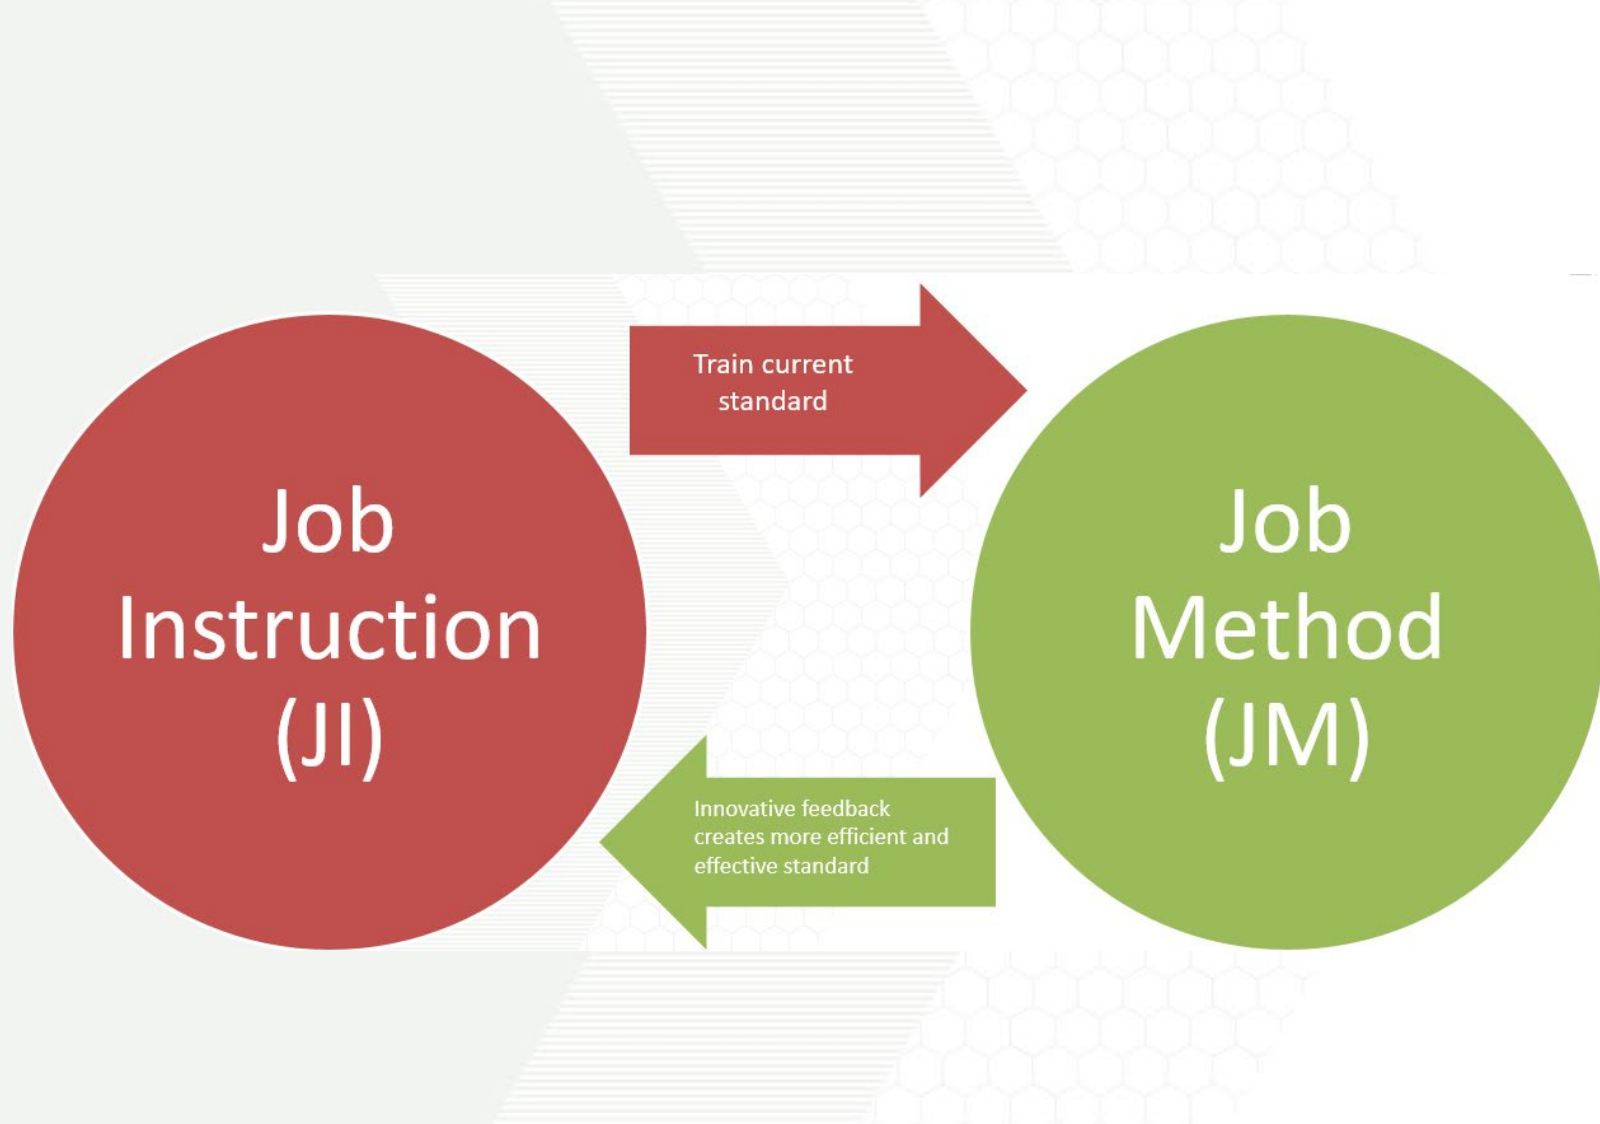 Job
Instruction
(JI)
Train current
standard
Job
Method
(JM)
Innovative feedback
creates more efficient and
effective standard